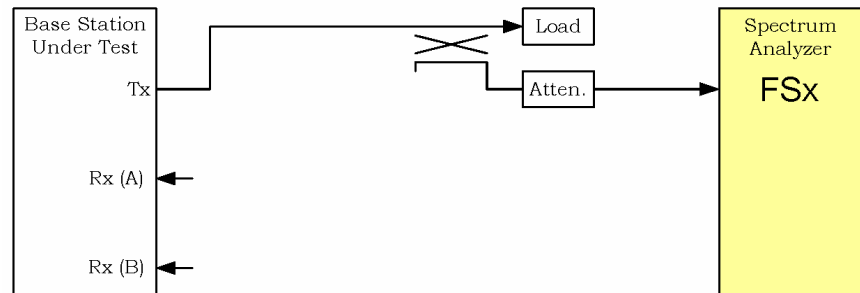 Base Station
Under Test
Load
Spectrum
Analyzer
Tx
Atten.
FSx
Rx (A)
Rx (B)